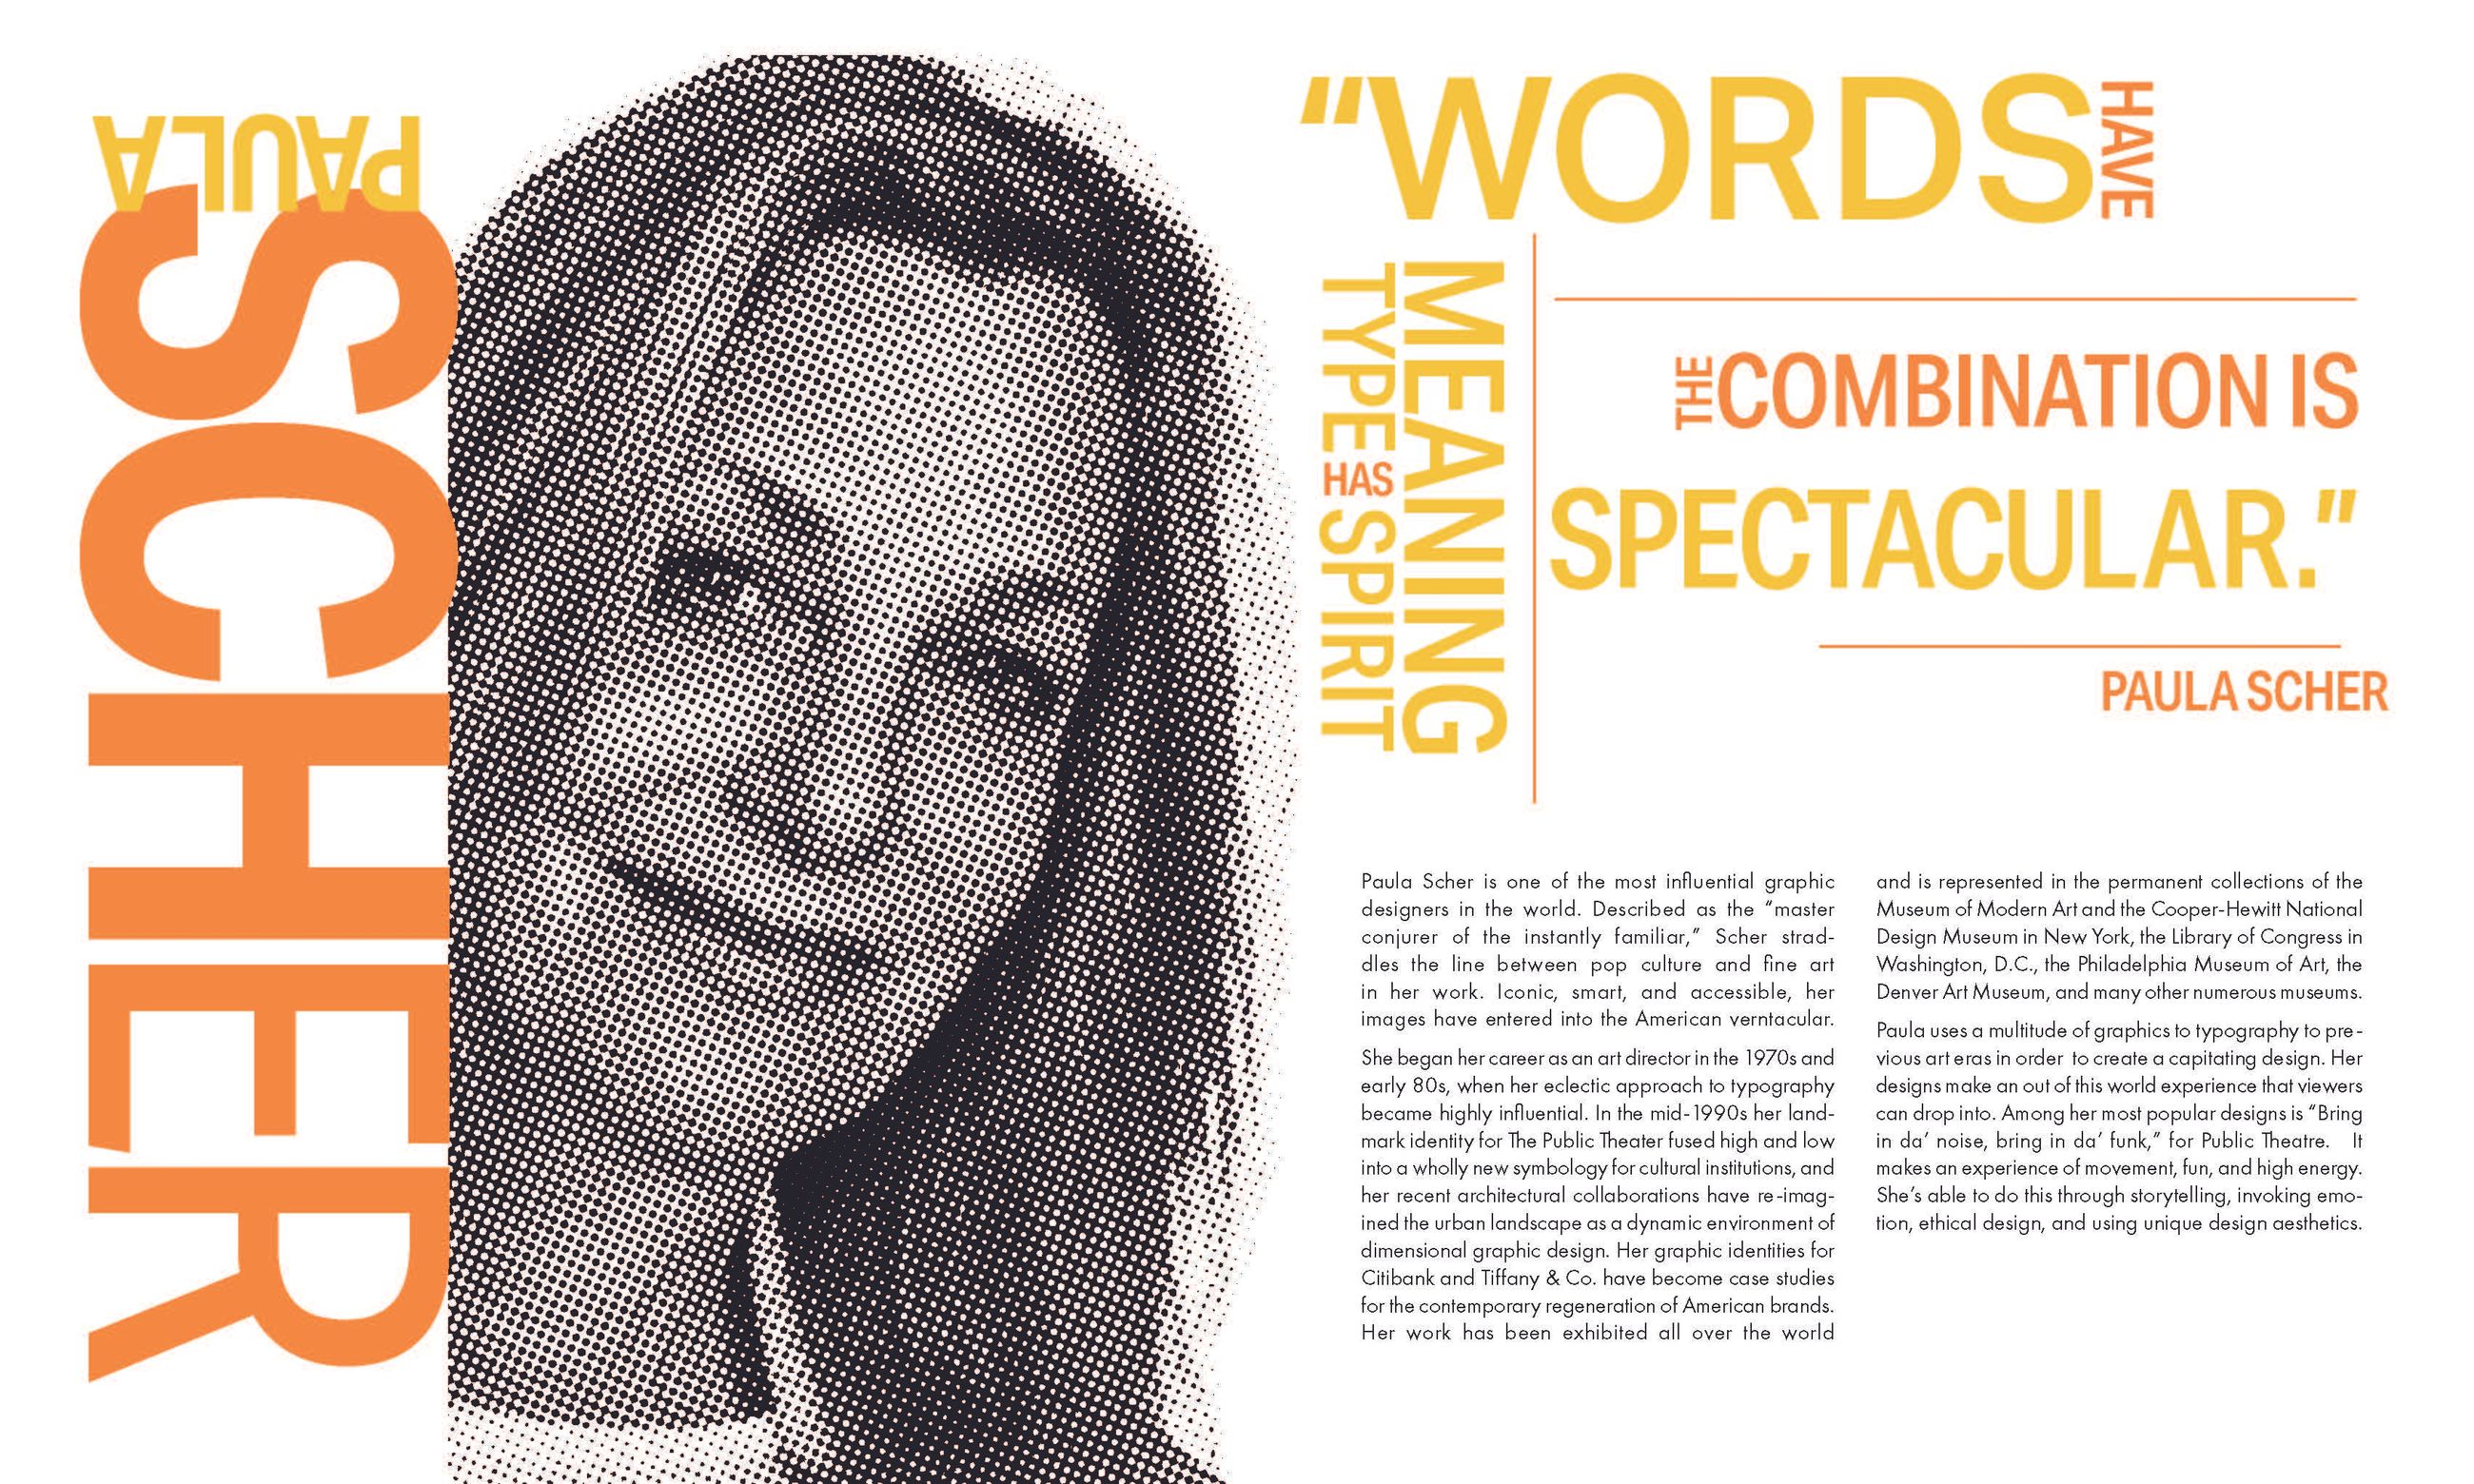 PAULA
SCHER
“WORDS
HAVE
MEANING
TYPE
HAS
SPIRIT
THE
COMBINATION IS
SPECTACULAR.”
PAULA SCHER
Paula Scher is one of the most influential graphic
designers in the world. Described as the “master
conjurer of the instantly familiar,” Scher strad-
dles the line between pop culture and fine art
in her work. Iconic, smart, and accessible, her
images have entered into the American verntacular.
She began her career as an art director in the 1970s and
early 80s, when her eclectic approach to typography
became highly influential. In the mid-1990s her land-
mark identity for The Public Theater fused high and low
into a wholly new symbology for cultural institutions, and
her recent architectural collaborations have re-imag-
ined the urban landscape as a dynamic environment of
dimensional graphic design. Her graphic identities for
Citibank and Tiffany & Co. have become case studies
for the contemporary regeneration of American brands.
Her work has been exhibited all over the world
and is represented in the permanent collections of the
Museum of Modern Art and the Cooper-Hewitt National
Design Museum in New York, the Library of Congress in
Washington, D.C., the Philadelphia Museum of Art, the
Denver Art Museum, and many other numerous museums.
Paula uses a multitude of graphics to typography to pre-
vious art eras in order to create a capitating design. Her
designs make an out of this world experience that viewers
can drop into. Among her most popular designs is “Bring
in da’ noise, bring in da’ funk,” for Public Theatre. It
makes an experience of movement, fun, and high energy.
She’s able to do this through storytelling, invoking emo-
tion, ethical design, and using unique design aesthetics.